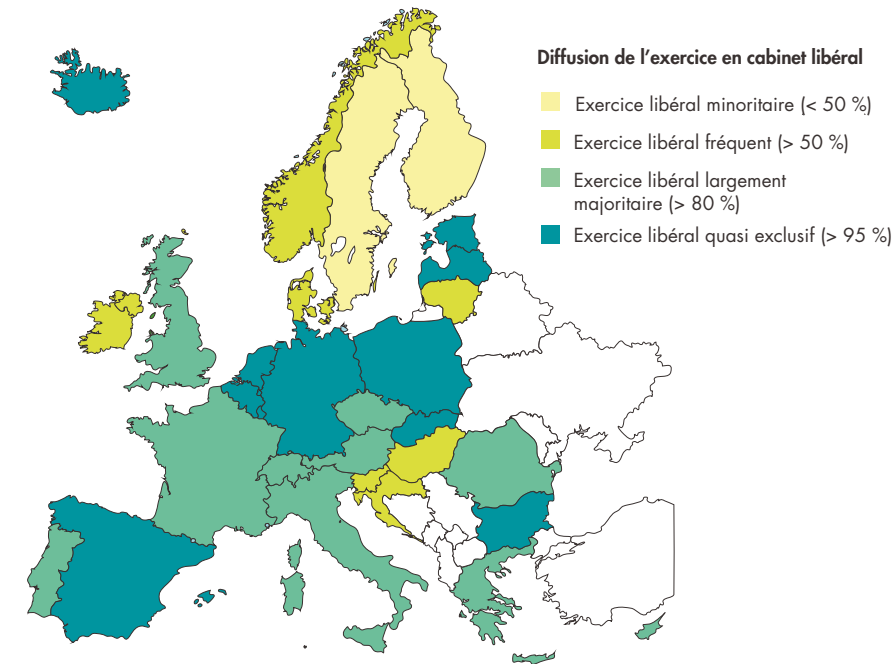 Diffusion de l’exercice en cabinet libéral
Exercice libéral minoritaire (< 50 %)
Exercice libéral fréquent (> 50 %)
Exercice libéral largement
majoritaire (> 80 %)
Exercice libéral quasi exclusif (> 95 %)